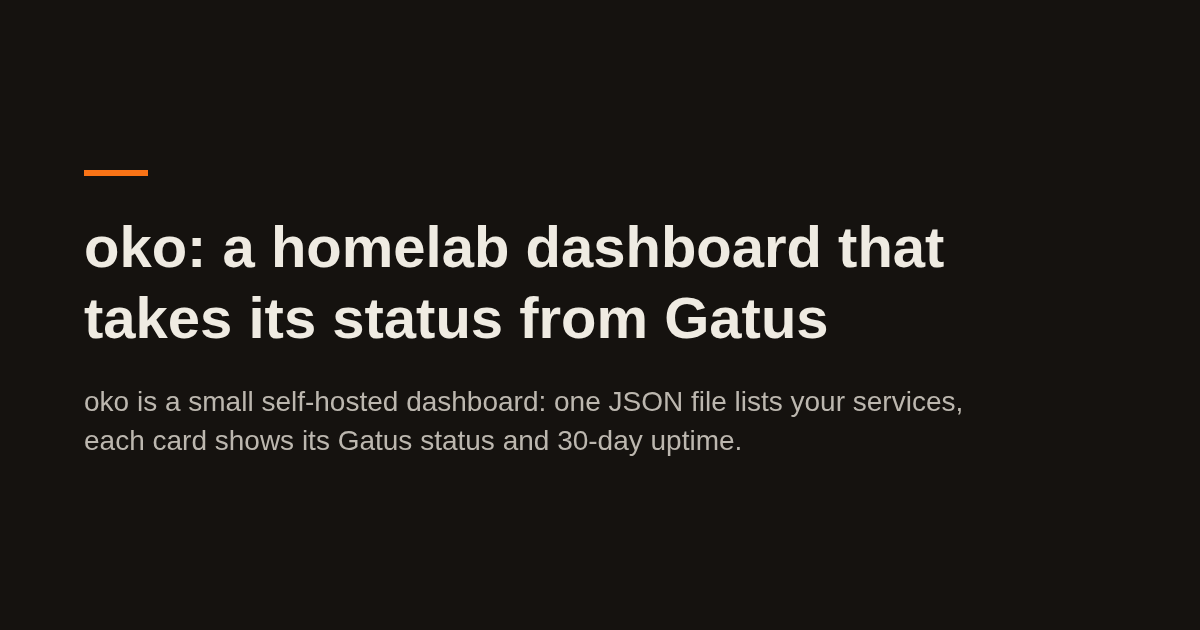 oko: a homelab dashboard that
takes its status from Gatus
oko is a small self-hosted dashboard: one JSON file lists your services,
each card shows its Gatus status and 30-day uptime.